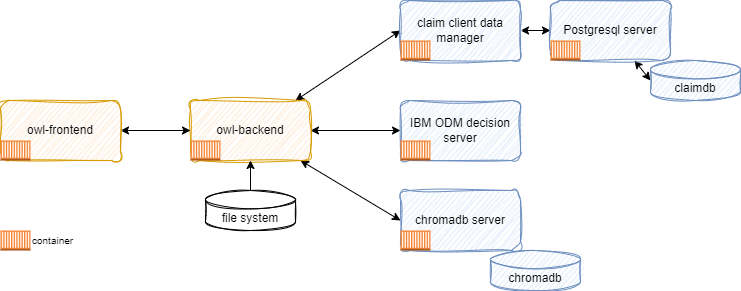 claim client data
manager
Postgresql server
claimdb
owl-frontend
owl-backend
IBM ODM decision
server
file system
chromadb server
container
chromadb